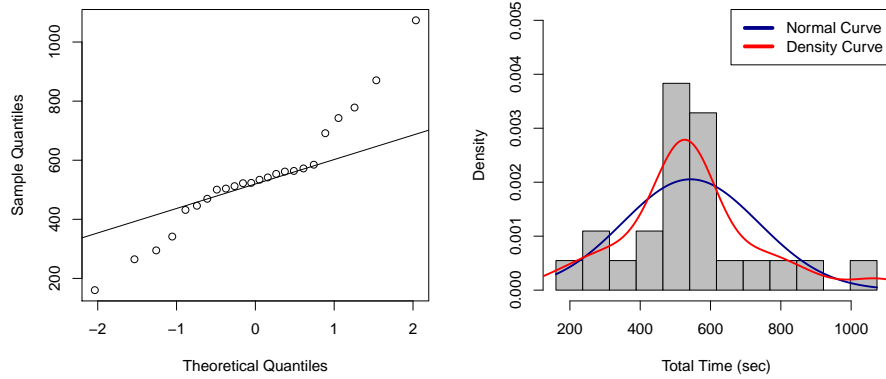 Sample Quantiles
1000
800
600
400
200
−2 −1 0 1 2
Theoretical Quantiles
Density
0.005
0.004
0.003
0.002
0.001
0.000
Normal Curve
Density Curve
200 400 600 800 1000
Total Time (sec)